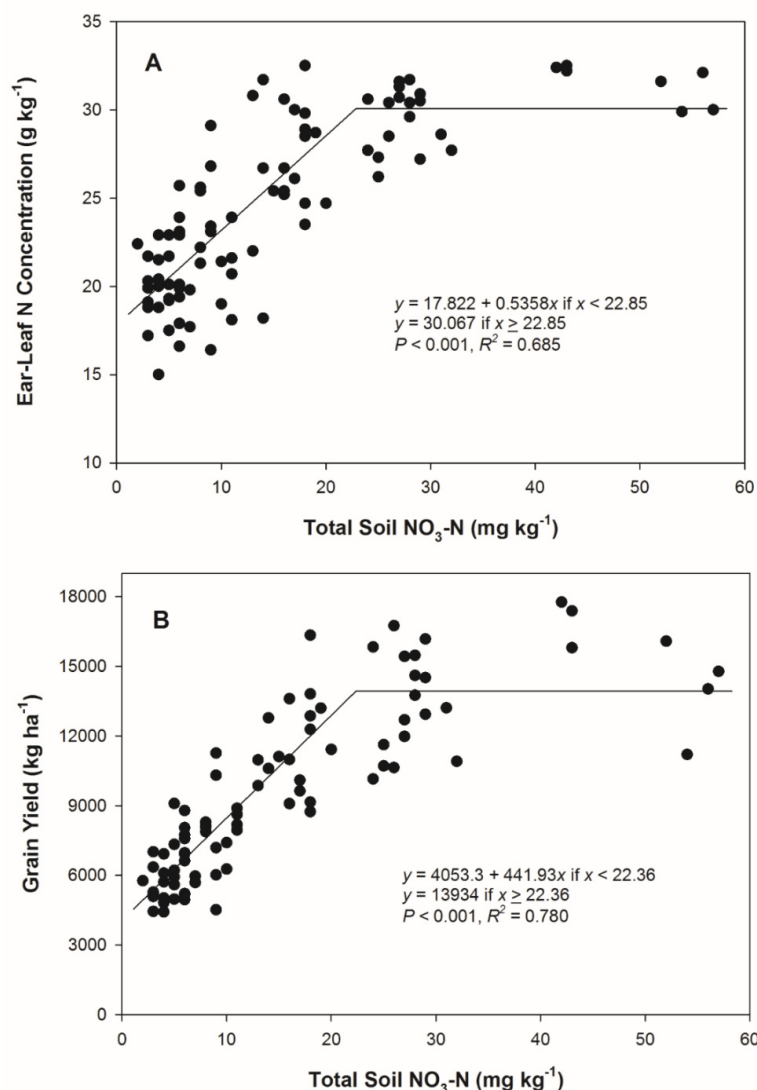 A
35
30
25
20
15
10
Ear-Leaf N Concentration (g kg⁻¹)
y = 17.822 + 0.5358x if x < 22.85
y = 30.067 if x ≥ 22.85
P < 0.001, R² = 0.685
0 10 20 30 40 50 60
Total Soil NO₃-N (mg kg⁻¹)
B
18000
15000
12000
9000
6000
3000
0
Grain Yield (kg ha⁻¹)
y = 4053.3 + 441.93x if x < 22.36
y = 13934 if x ≥ 22.36
P < 0.001, R² = 0.780
0 10 20 30 40 50 60
Total Soil NO₃-N (mg kg⁻¹)